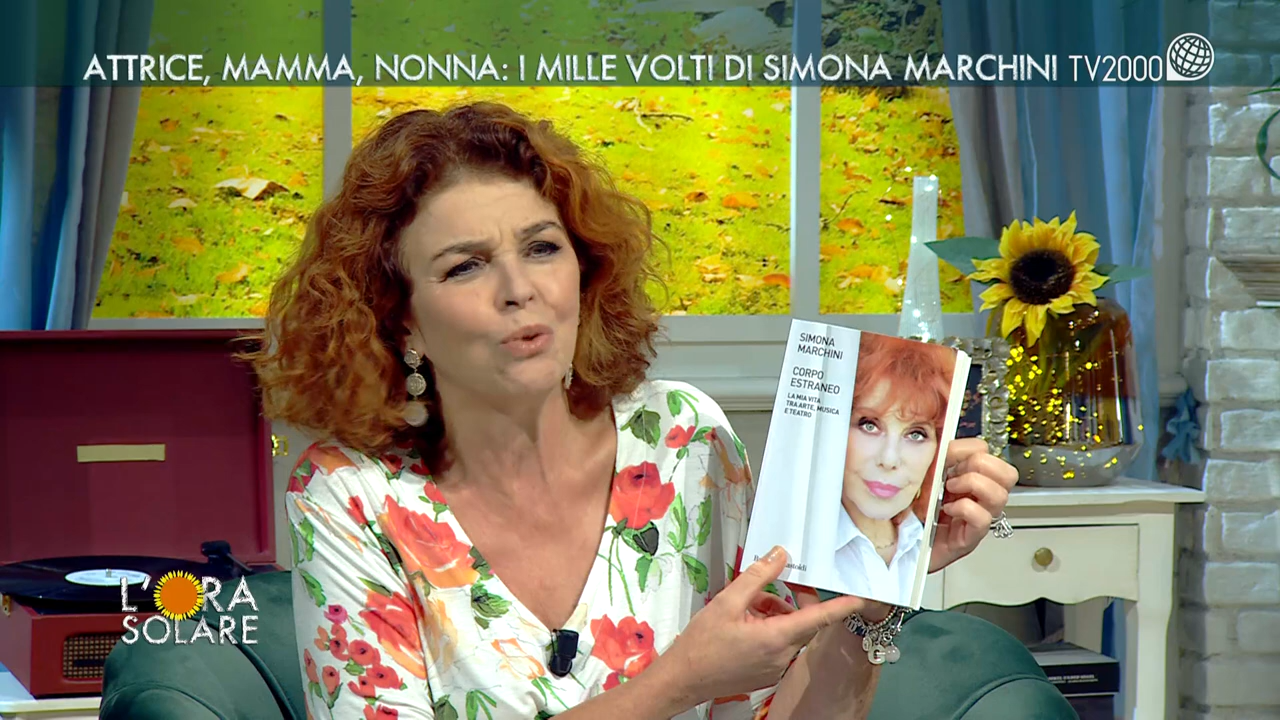 ATTRICE, MAMMA, NONNA: I MILLE VOLTI DI SIMONA MARCHINI TV2000
SIMONA
MARCHINI
CORPO
ESTRANEO
LA MIA VITA
TRA ARTE, MUSICA
E TEATRO
L'ORA
SOLARE